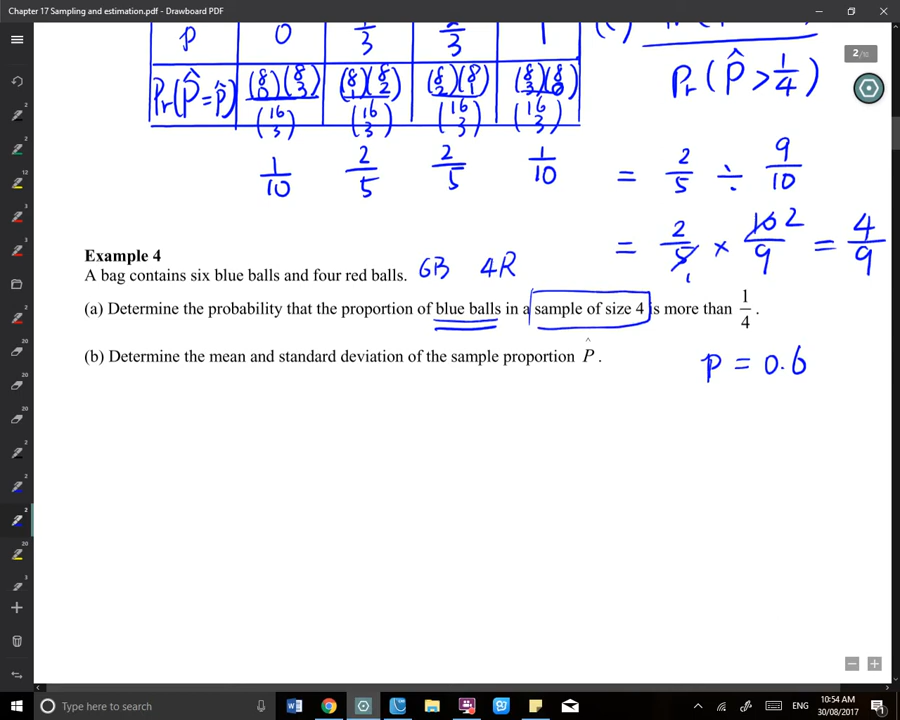 Chapter 17 Sampling and estimation.pdf - Drawboard PDF
2/
p̂ 0 1/3 2/3 1
Pr(P̂=p̂) (8 0)(8 3)/(16 3) (8 1)(8 2)/(16 3) (8 2)(8 1)/(16 3) (8 3)(8 0)/(16 3)
1/10 2/5 2/5 1/10
Pr(P̂ > 1/4)
= 2/5 ÷ 9/10
= 2/5 × 10 2/9 = 4/9
Example 4
A bag contains six blue balls and four red balls. 6B 4R
(a) Determine the probability that the proportion of blue balls in a sample of size 4 is more than 1/4.
(b) Determine the mean and standard deviation of the sample proportion P̂.
p = 0.6
Type here to search
10:54 AM
30/08/2017